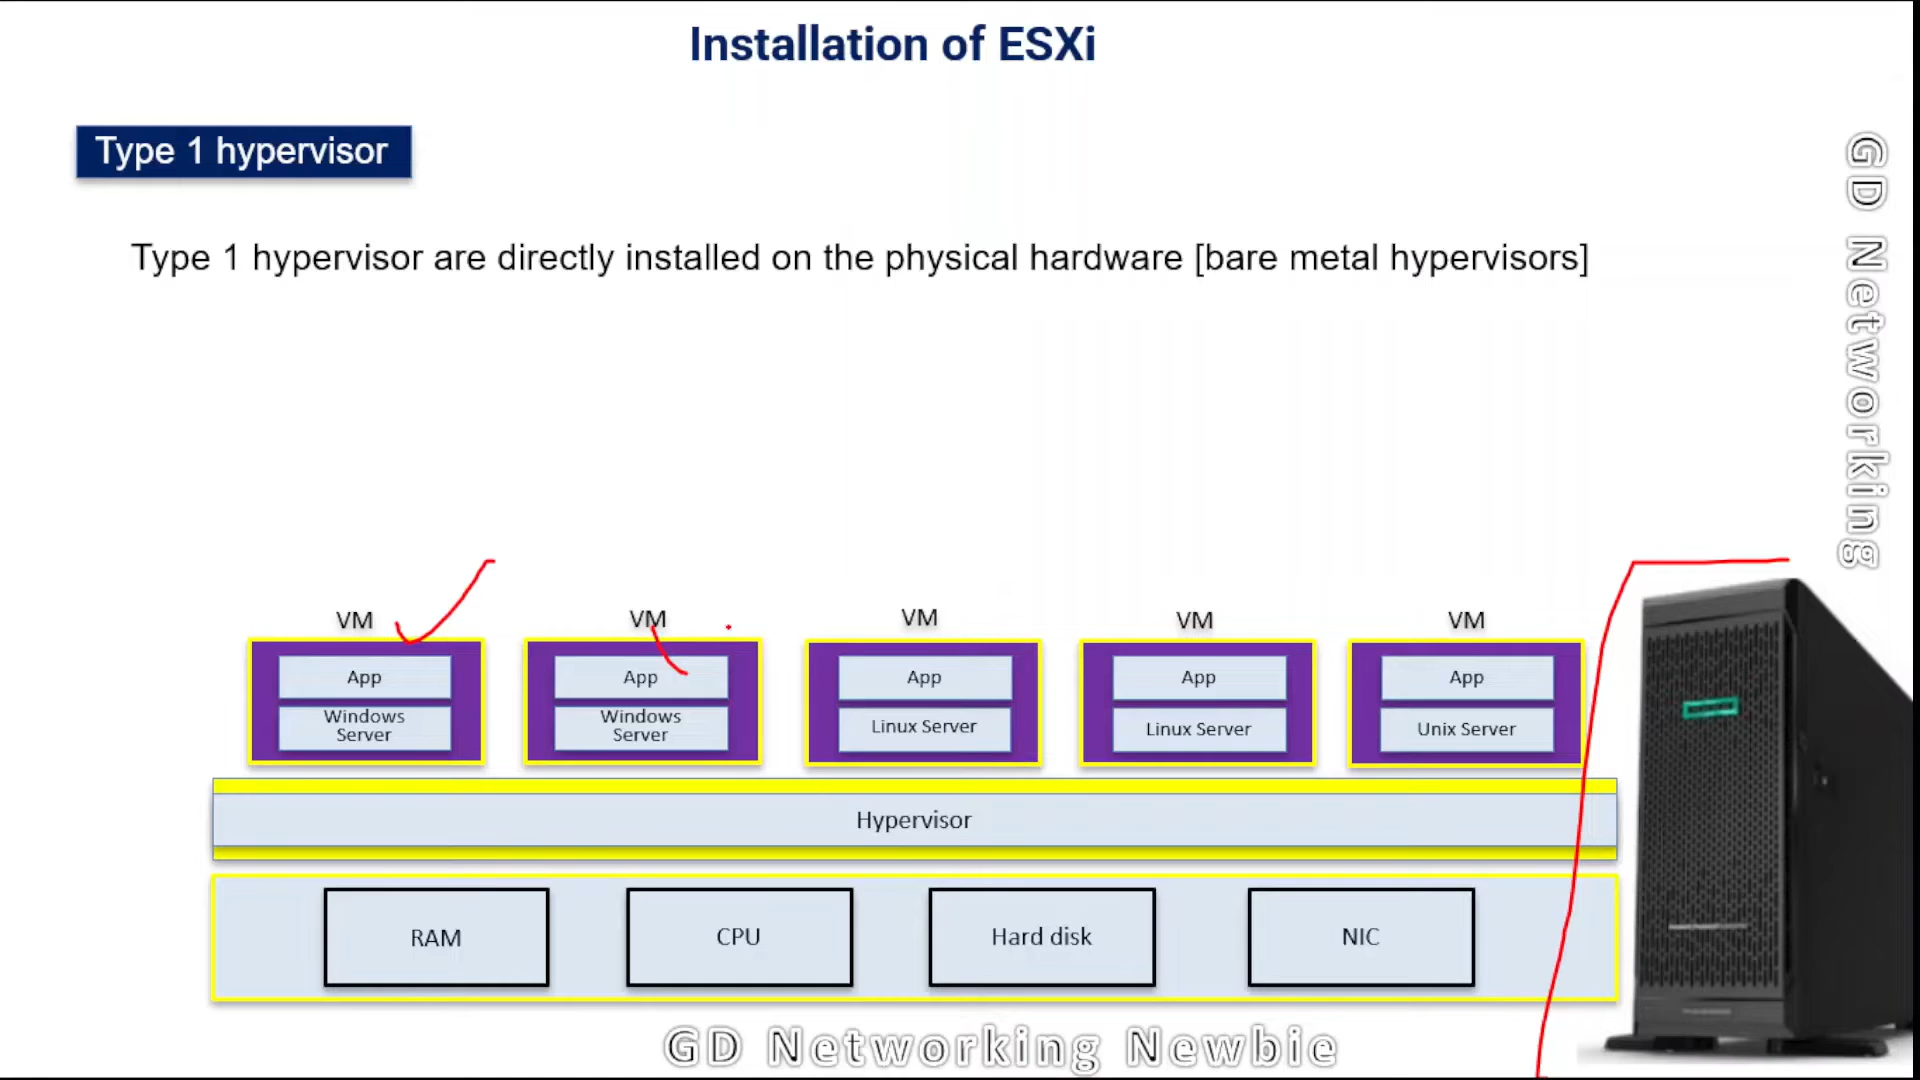 Installation of ESXi
Type 1 hypervisor
Type 1 hypervisor are directly installed on the physical hardware [bare metal hypervisors]
GD Networking
VM VM VM VM VM
App App App App App
Windows Server Windows Server Linux Server Linux Server Unix Server
Hypervisor
RAM CPU Hard disk NIC
GD Networking Newbie